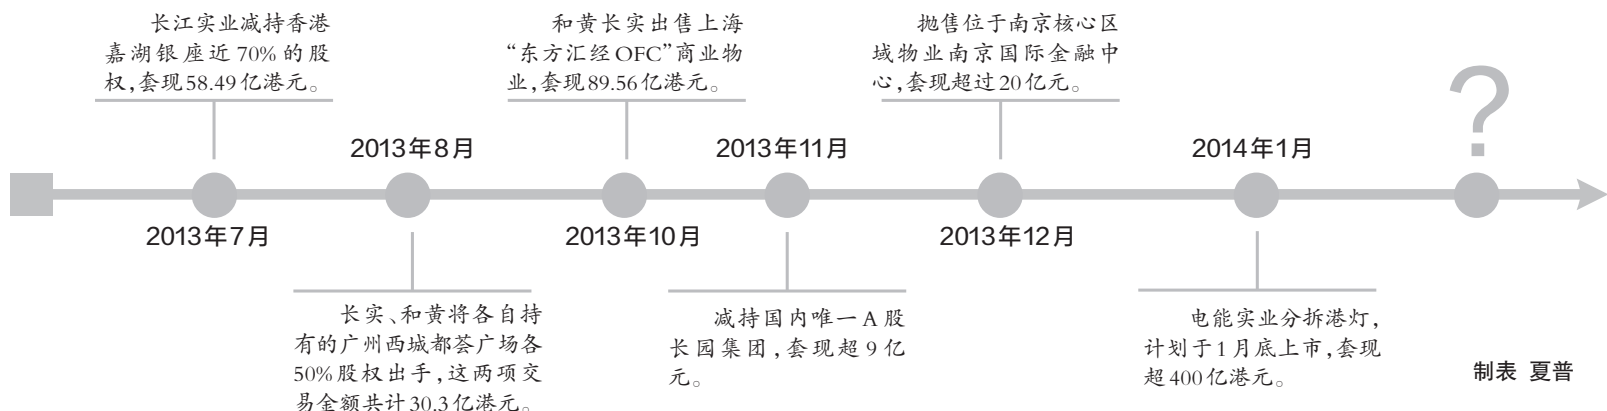 长江实业减持香港
嘉湖银座近70%的股
权,套现58.49亿港元。
2013年7月
2013年8月
长实、和黄将各自持
有的广州西城都荟广场各
50%股权出手,这两项交
易金额共计30.3亿港元。
和黄长实出售上海
“东方汇经OFC”商业物
业,套现89.56亿港元。
2013年10月
2013年11月
减持国内唯一A股
长园集团,套现超9亿
元。
抛售位于南京核心区
域物业南京国际金融中
心,套现超过20亿元。
2013年12月
2014年1月
电能实业分拆港灯,
计划于1月底上市,套现
超400亿港元。
?
制表 夏普